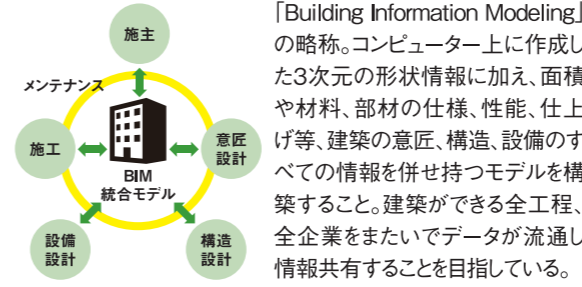 施主
メンテナンス
施工
意匠
設計
BIM
統合モデル
設備
設計
構造
設計
「Building Information Modeling」
の略称。コンピューター上に作成し
た3次元の形状情報に加え、面積
や材料、部材の仕様、性能、仕上
げ等、建築の意匠、構造、設備のす
べての情報を併せ持つモデルを構
築すること。建築ができる全工程、
全企業をまたいでデータが流通し
情報共有することを目指している。